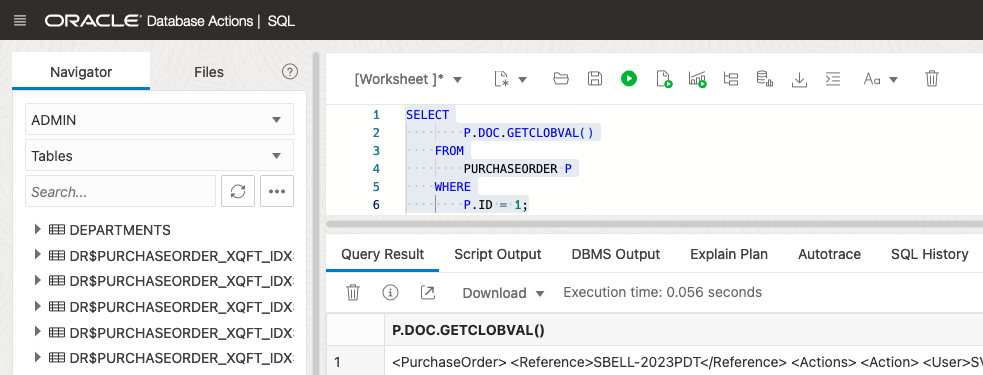 ORACLE Database Actions | SQL
Navigator Files
ADMIN
Tables
Search...
DEPARTMENTS
DR$PURCHASEORDER_XQFT_IDX
DR$PURCHASEORDER_XQFT_IDX
DR$PURCHASEORDER_XQFT_IDX
DR$PURCHASEORDER_XQFT_IDX
DR$PURCHASEORDER_XQFT_IDX
[Worksheet ]* Aa
1 SELECT
2 P.DOC.GETCLOBVAL()
3 FROM
4 PURCHASEORDER P
5 WHERE
6 P.ID = 1;
Query Result Script Output DBMS Output Explain Plan Autotrace SQL History
Download Execution time: 0.056 seconds
P.DOC.GETCLOBVAL()
1 <PurchaseOrder> <Reference>SBELL-2023PDT</Reference> <Actions> <Action> <User>SV